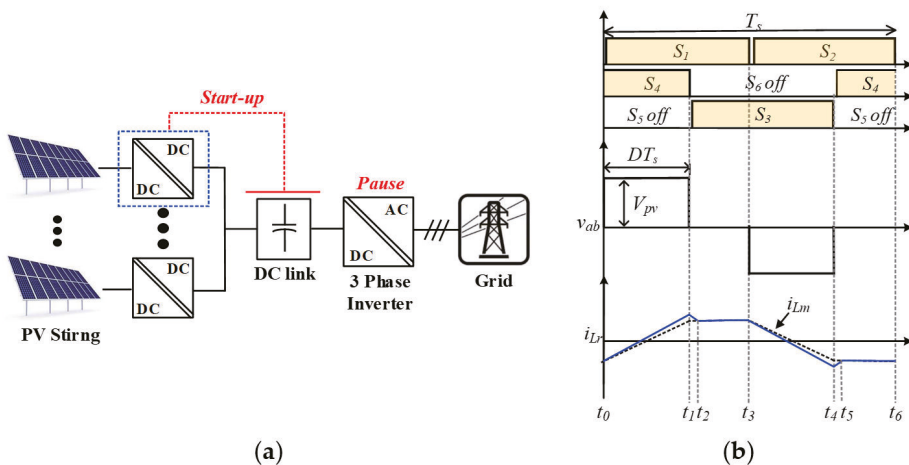 Start-up
DC
DC
DC
DC
PV Stirng
DC link
Pause
AC
DC
3 Phase
Inverter
Grid
(a)
Ts
S1
S2
S4
S6 off
S4
S5 off
S3
S5 off
DTs
Vpv
vab
iLm
iLr
t0
t1
t2
t3
t4
t5
t6
(b)